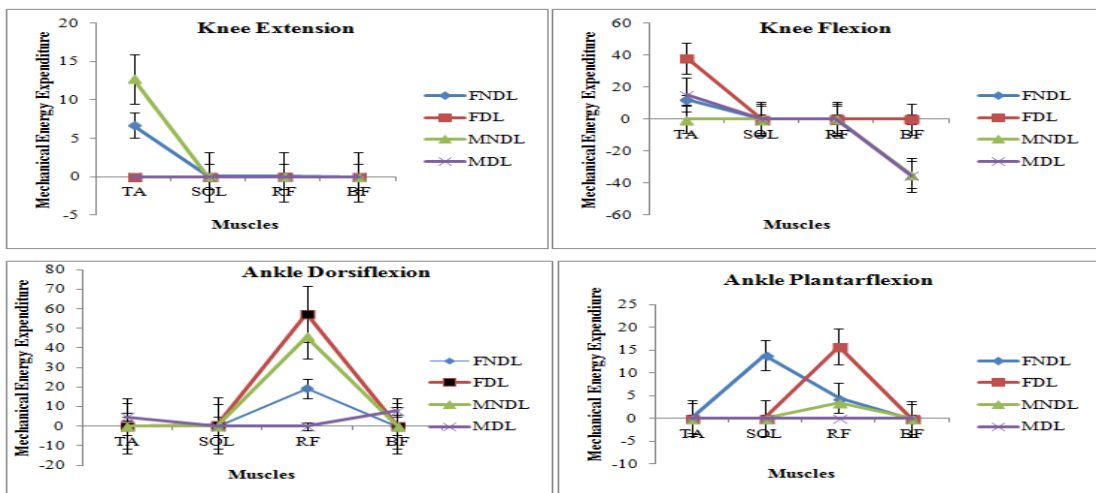 Knee Extension
Mechanical Energy Expenditure
20
15
10
5
0
-5
TA SOL RF BF
Muscles
FNDL
FDL
MNDL
MDL
Knee Flexion
Mechanical Energy Expenditure
60
40
20
0
-20
-40
-60
TA SOL RF BF
Muscles
FNDL
FDL
MNDL
MDL
Ankle Dorsiflexion
Mechanical Energy Expenditure
80
70
60
50
40
30
20
10
0
-10
-20
TA SOL RF BF
Muscles
FNDL
FDL
MNDL
MDL
Ankle Plantarflexion
Mechanical Energy Expenditure
25
20
15
10
5
0
-5
-10
TA SOL RF BF
Muscles
FNDL
FDL
MNDL
MDL